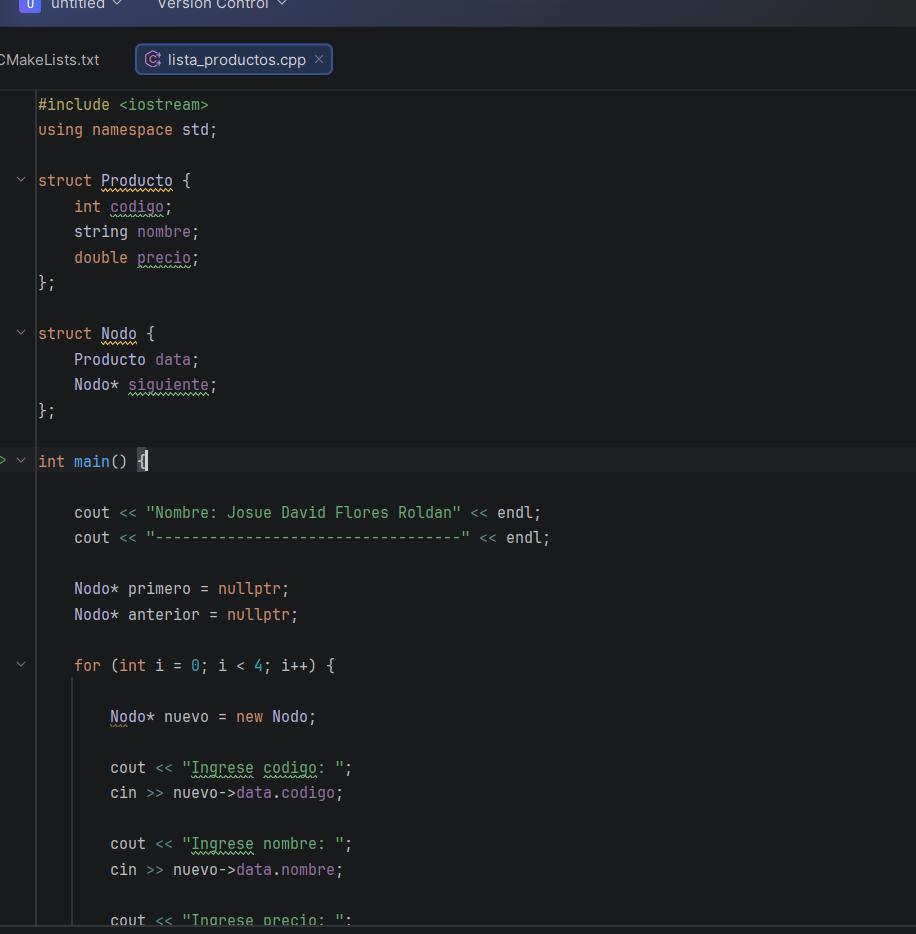 U untitled Version Control
CMakeLists.txt lista_productos.cpp
#include <iostream>
using namespace std;
struct Producto {
int codigo;
string nombre;
double precio;
};
struct Nodo {
Producto data;
Nodo* siguiente;
};
int main() {
cout << "Nombre: Josue David Flores Roldan" << endl;
cout << "----------------------------------" << endl;
Nodo* primero = nullptr;
Nodo* anterior = nullptr;
for (int i = 0; i < 4; i++) {
Nodo* nuevo = new Nodo;
cout << "Ingrese codigo: ";
cin >> nuevo->data.codigo;
cout << "Ingrese nombre: ";
cin >> nuevo->data.nombre;
cout << "Ingrese precio: ";